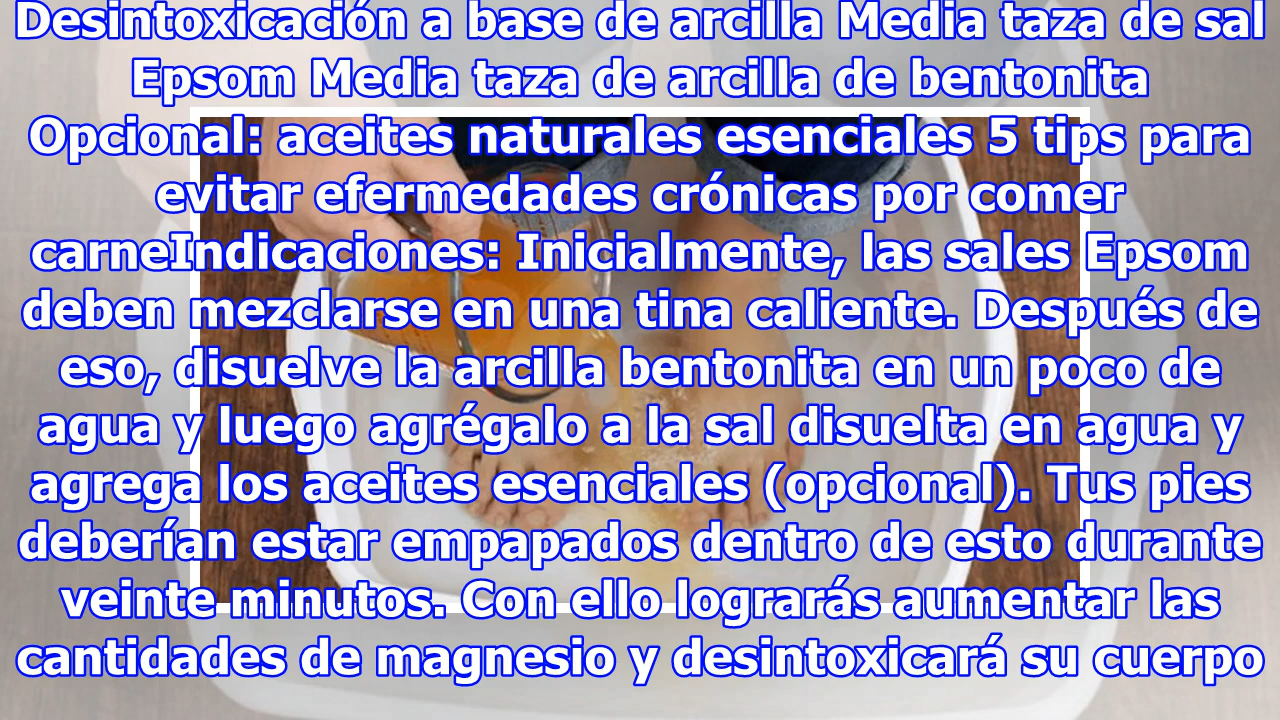 Desintoxicación a base de arcilla Media taza de sal
Epsom Media taza de arcilla de bentonita
Opcional: aceites naturales esenciales 5 tips para
evitar efermedades crónicas por comer
carneIndicaciones: Inicialmente, las sales Epsom
deben mezclarse en una tina caliente. Después de
eso, disuelve la arcilla bentonita en un poco de
agua y luego agrégalo a la sal disuelta en agua y
agrega los aceites esenciales (opcional). Tus pies
deberían estar empapados dentro de esto durante
veinte minutos. Con ello lograrás aumentar las
cantidades de magnesio y desintoxicará su cuerpo